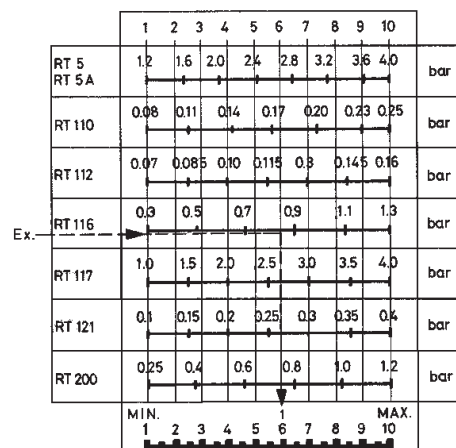 1 2 3 4 5 6 7 8 9 10
RT 5
RT 5A
1.2 1.6 2.0 2.4 2.8 3.2 3.6 4.0 bar
RT 110 0.08 0.11 0.14 0.17 0.20 0.23 0.25 bar
RT 112 0.07 0.085 0.10 0.115 0.3 0.145 0.16 bar
RT 116 0.3 0.5 0.7 0.9 1.1 1.3 bar
Ex.
RT 117 1.0 1.5 2.0 2.5 3.0 3.5 4.0 bar
RT 121 0.1 0.15 0.2 0.25 0.3 0.35 0.4 bar
RT 200 0.25 0.4 0.6 0.8 1.0 1.2 bar
MIN. 1 MAX.
1 2 3 4 5 6 7 8 9 10